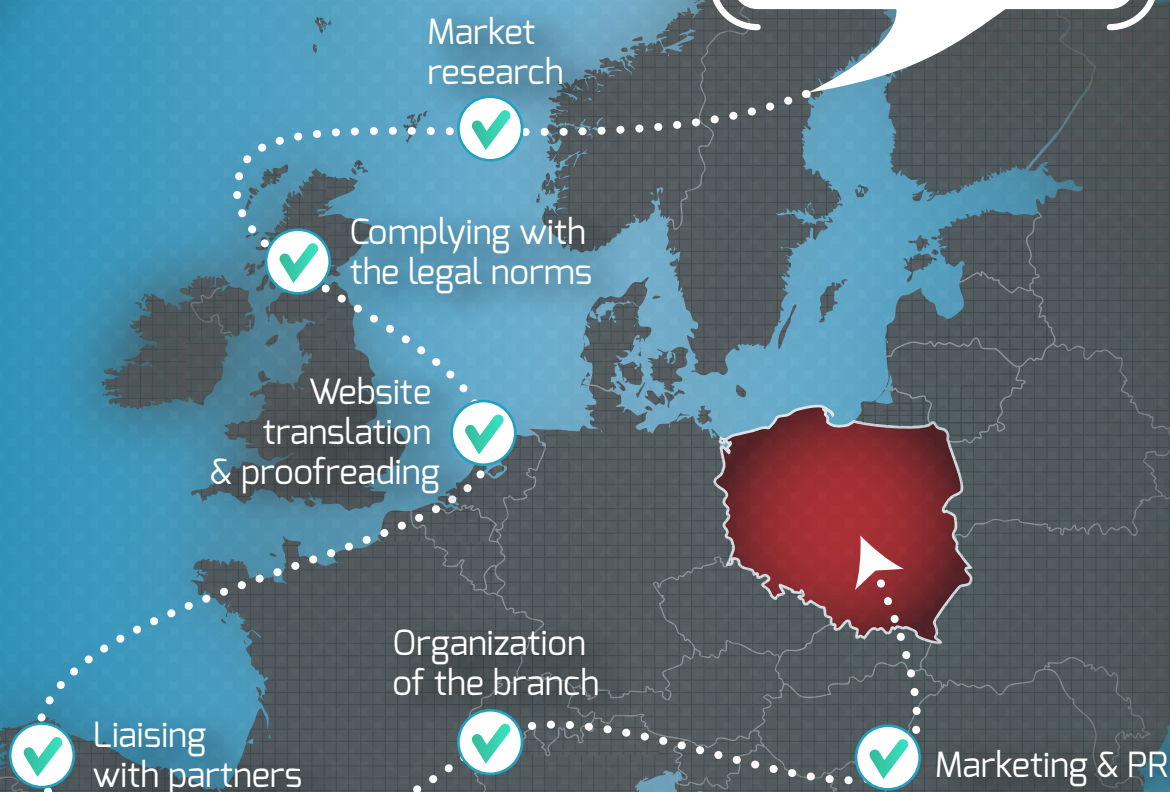 Market
research
Complying with
the legal norms
Website
translation
& proofreading
Organization
of the branch
Liaising
with partners
Marketing & PR